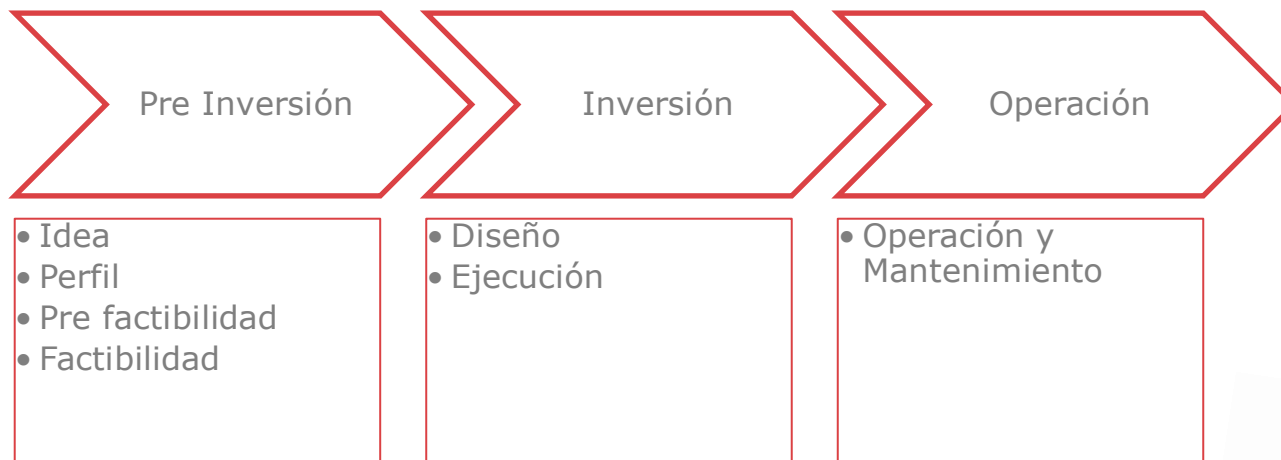 Pre Inversión
Inversión
Operación
• Idea
• Perfil
• Pre factibilidad
• Factibilidad
• Diseño
• Ejecución
• Operación y
Mantenimiento